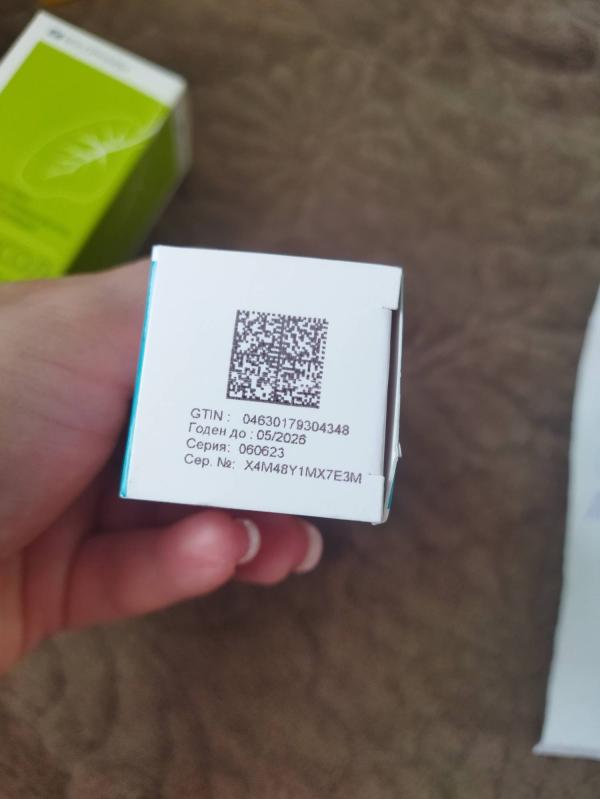 GTIN : 04630179304348
Годен до : 05/2026
Серия: 060623
Сер. №: X4M48Y1MX7E3M